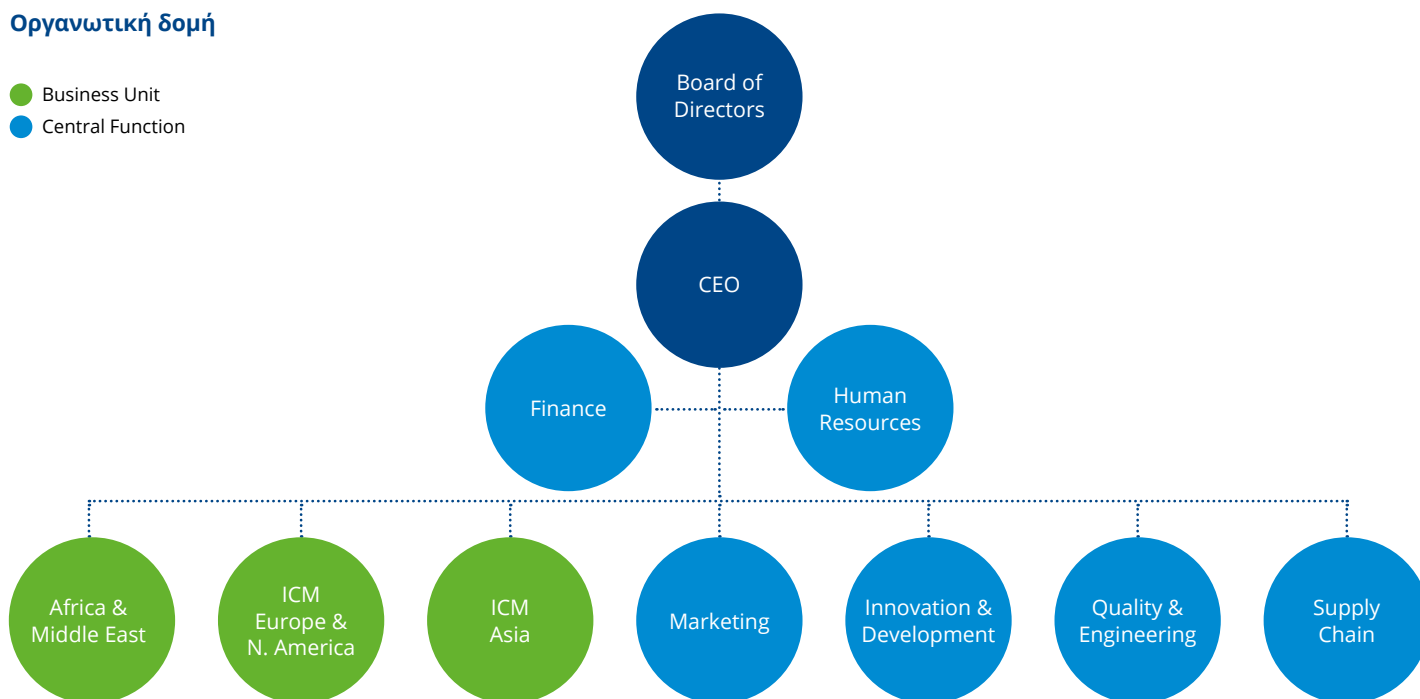 Οργανωτική δομή
Business Unit
Central Function
Board of
Directors
CEO
Finance
Human
Resources
Africa &
Middle East
ICM
Europe &
N. America
ICM
Asia
Marketing
Innovation &
Development
Quality &
Engineering
Supply
Chain